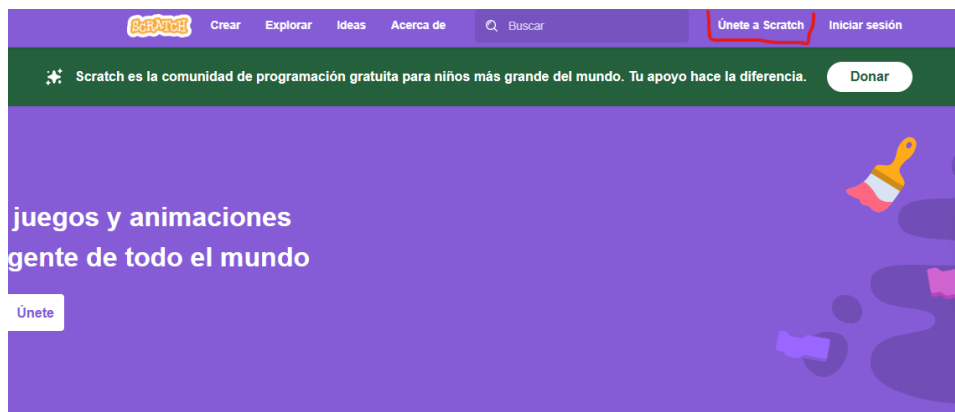 SCRATCH Crear Explorar Ideas Acerca de Buscar Únete a Scratch Iniciar sesión
Scratch es la comunidad de programación gratuita para niños más grande del mundo. Tu apoyo hace la diferencia. Donar
juegos y animaciones
gente de todo el mundo
Únete